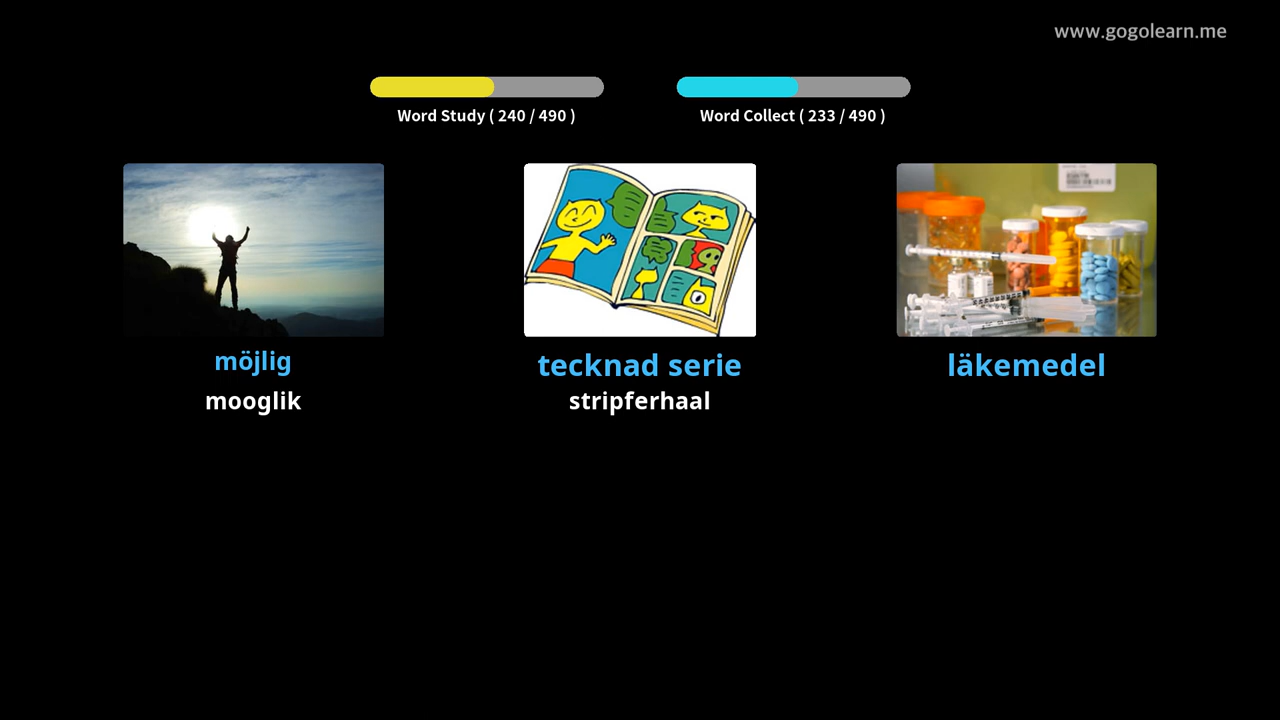 www.gogolearn.me
Word Study ( 240 / 490 )
Word Collect ( 233 / 490 )
möjlig
tecknad serie
läkemedel
mooglik
stripferhaal